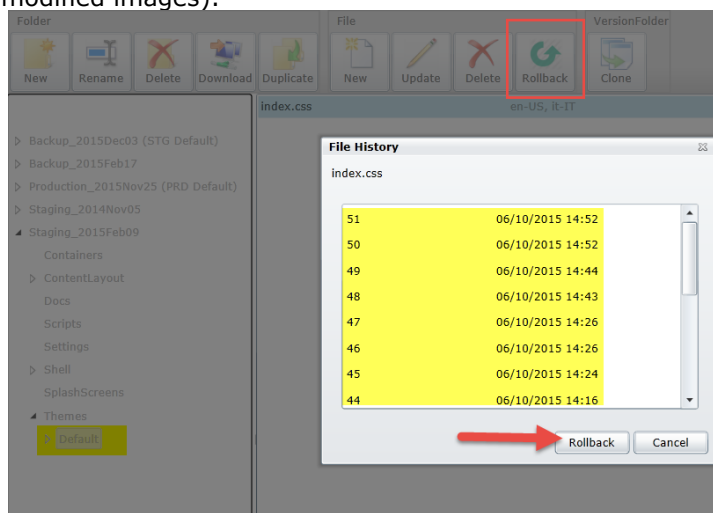 modified images).
Folder File VersionFolder
New Rename Delete Download Duplicate New Update Delete Rollback Clone
index.css en-US, it-IT
Backup_2015Dec03 (STG Default)
Backup_2015Feb17
Production_2015Nov25 (PRD Default)
Staging_2014Nov05
Staging_2015Feb09
Containers
ContentLayout
Docs
Scripts
Settings
Shell
SplashScreens
Themes
Default
File History
index.css
51 06/10/2015 14:52
50 06/10/2015 14:52
49 06/10/2015 14:44
48 06/10/2015 14:43
47 06/10/2015 14:26
46 06/10/2015 14:26
45 06/10/2015 14:24
44 06/10/2015 14:16
Rollback Cancel